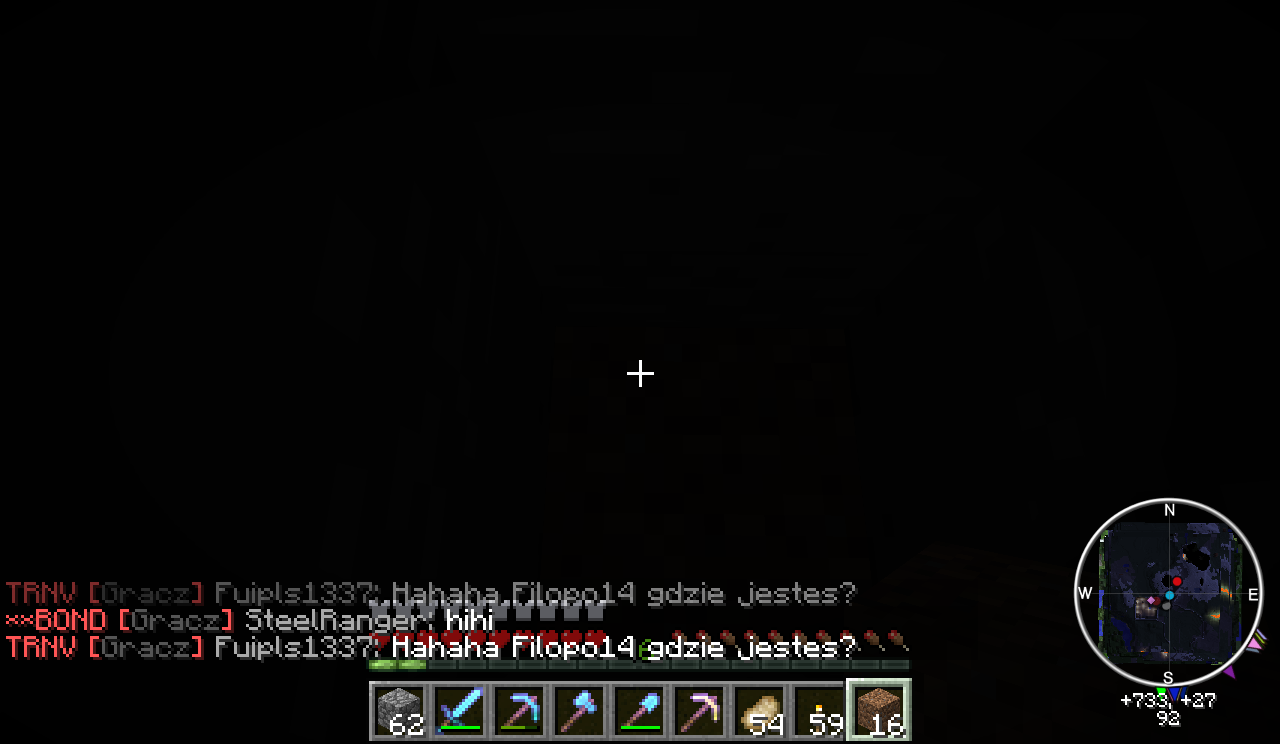 TRNV [Gracz] Fuipls1337: Hahaha Filopo14 gdzie jestes?
**BOND [Gracz] SteelRanger: hihi
TRNV [Gracz] Fuipls1337: Hahaha Filopo14 gdzie jestes?
62
54
59
16
N
W
E
S
+733, +27
92